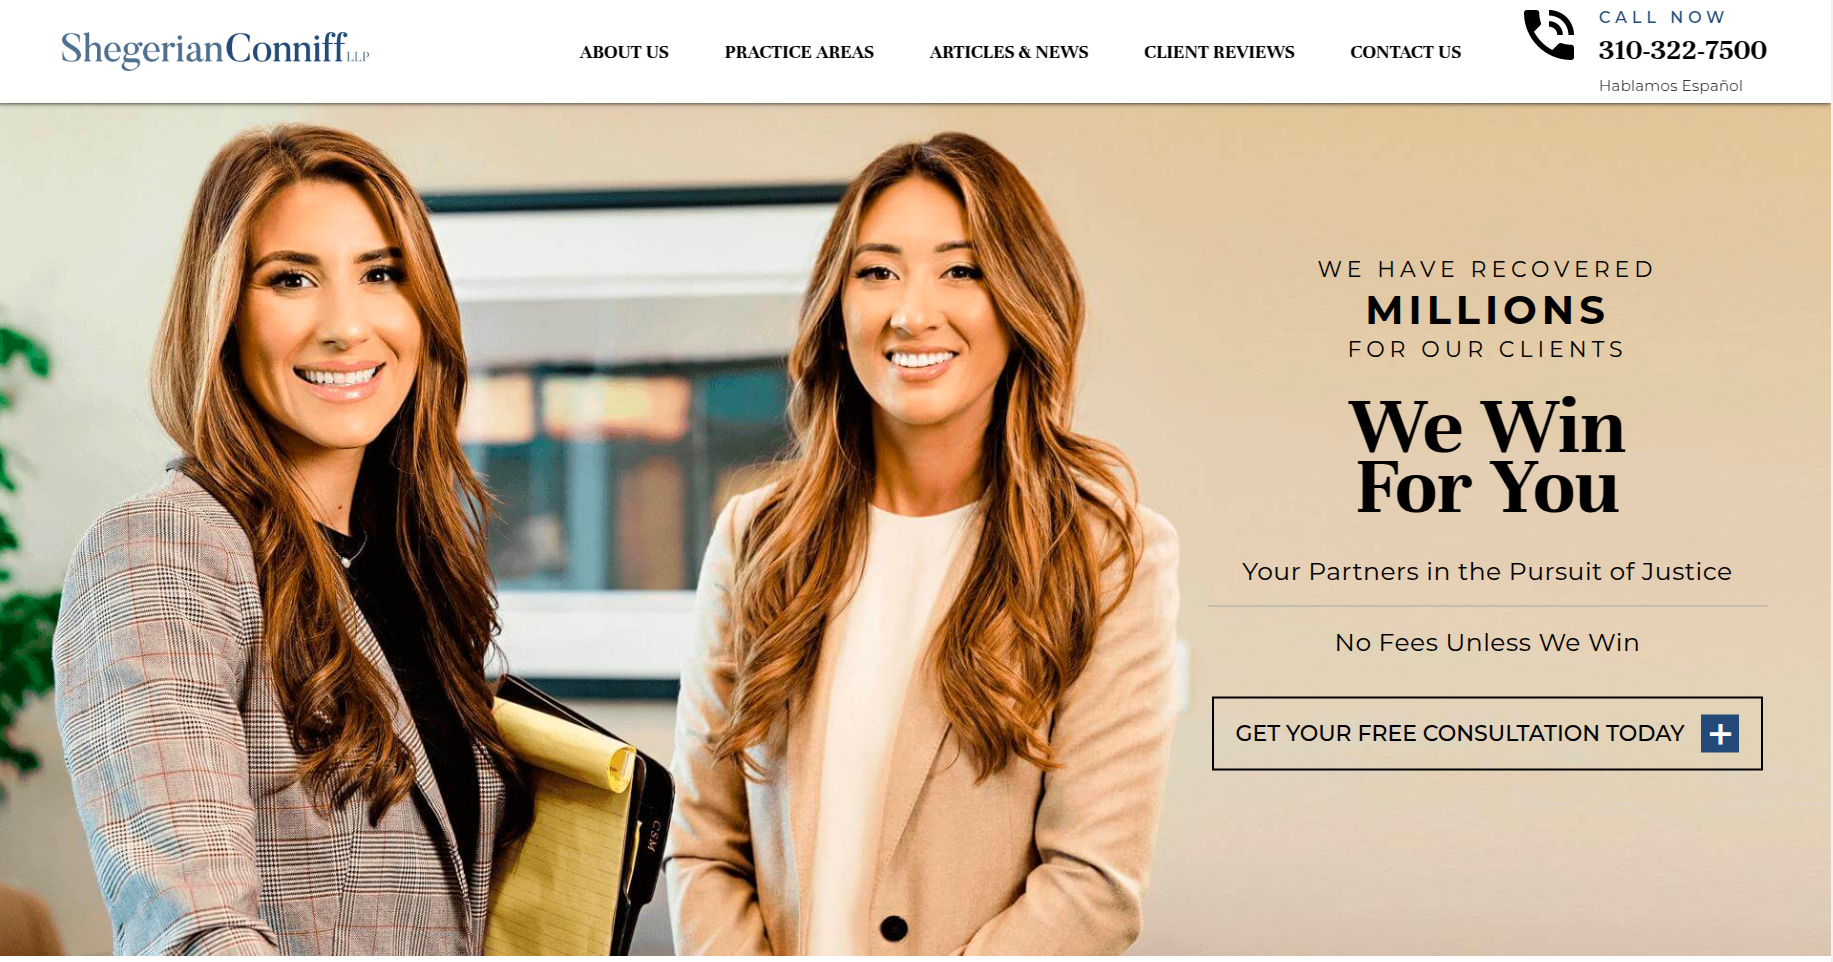 ShegerianConniff LLP
ABOUT US
PRACTICE AREAS
ARTICLES & NEWS
CLIENT REVIEWS
CONTACT US
CALL NOW
310-322-7500
Hablamos Español
WE HAVE RECOVERED
MILLIONS
FOR OUR CLIENTS
We Win
For You
Your Partners in the Pursuit of Justice
No Fees Unless We Win
GET YOUR FREE CONSULTATION TODAY
CSM